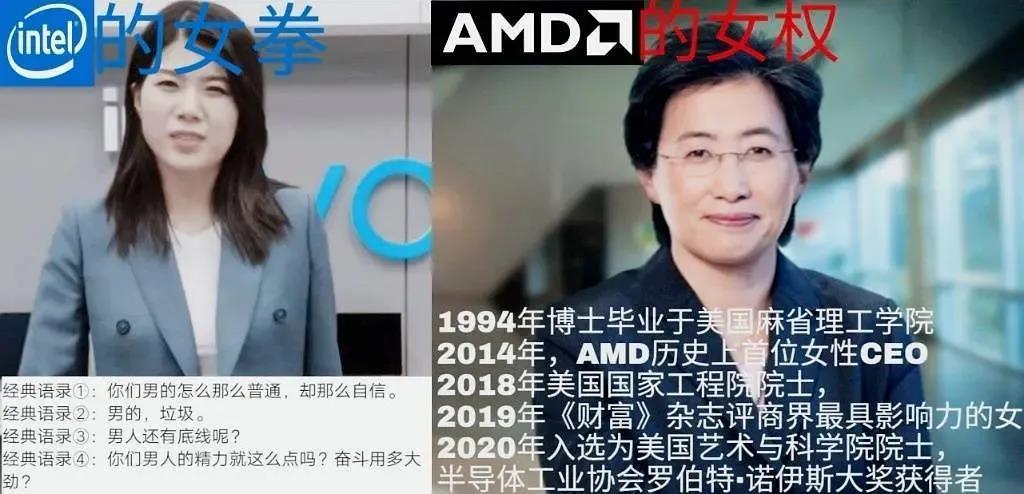 intel 的女拳
YO
经典语录①：你们男的怎么那么普通，却那么自信。
经典语录②：男的，垃圾。
经典语录③：男人还有底线呢？
经典语录④：你们男人的精力就这么点吗？奋斗用多大
劲？
AMD 的女权
1994年博士毕业于美国麻省理工学院
2014年，AMD历史上首位女性CEO
2018年美国国家工程院院士，
2019年《财富》杂志评商界最具影响力的女
2020年入选为美国艺术与科学院院士，
半导体工业协会罗伯特·诺伊斯大奖获得者